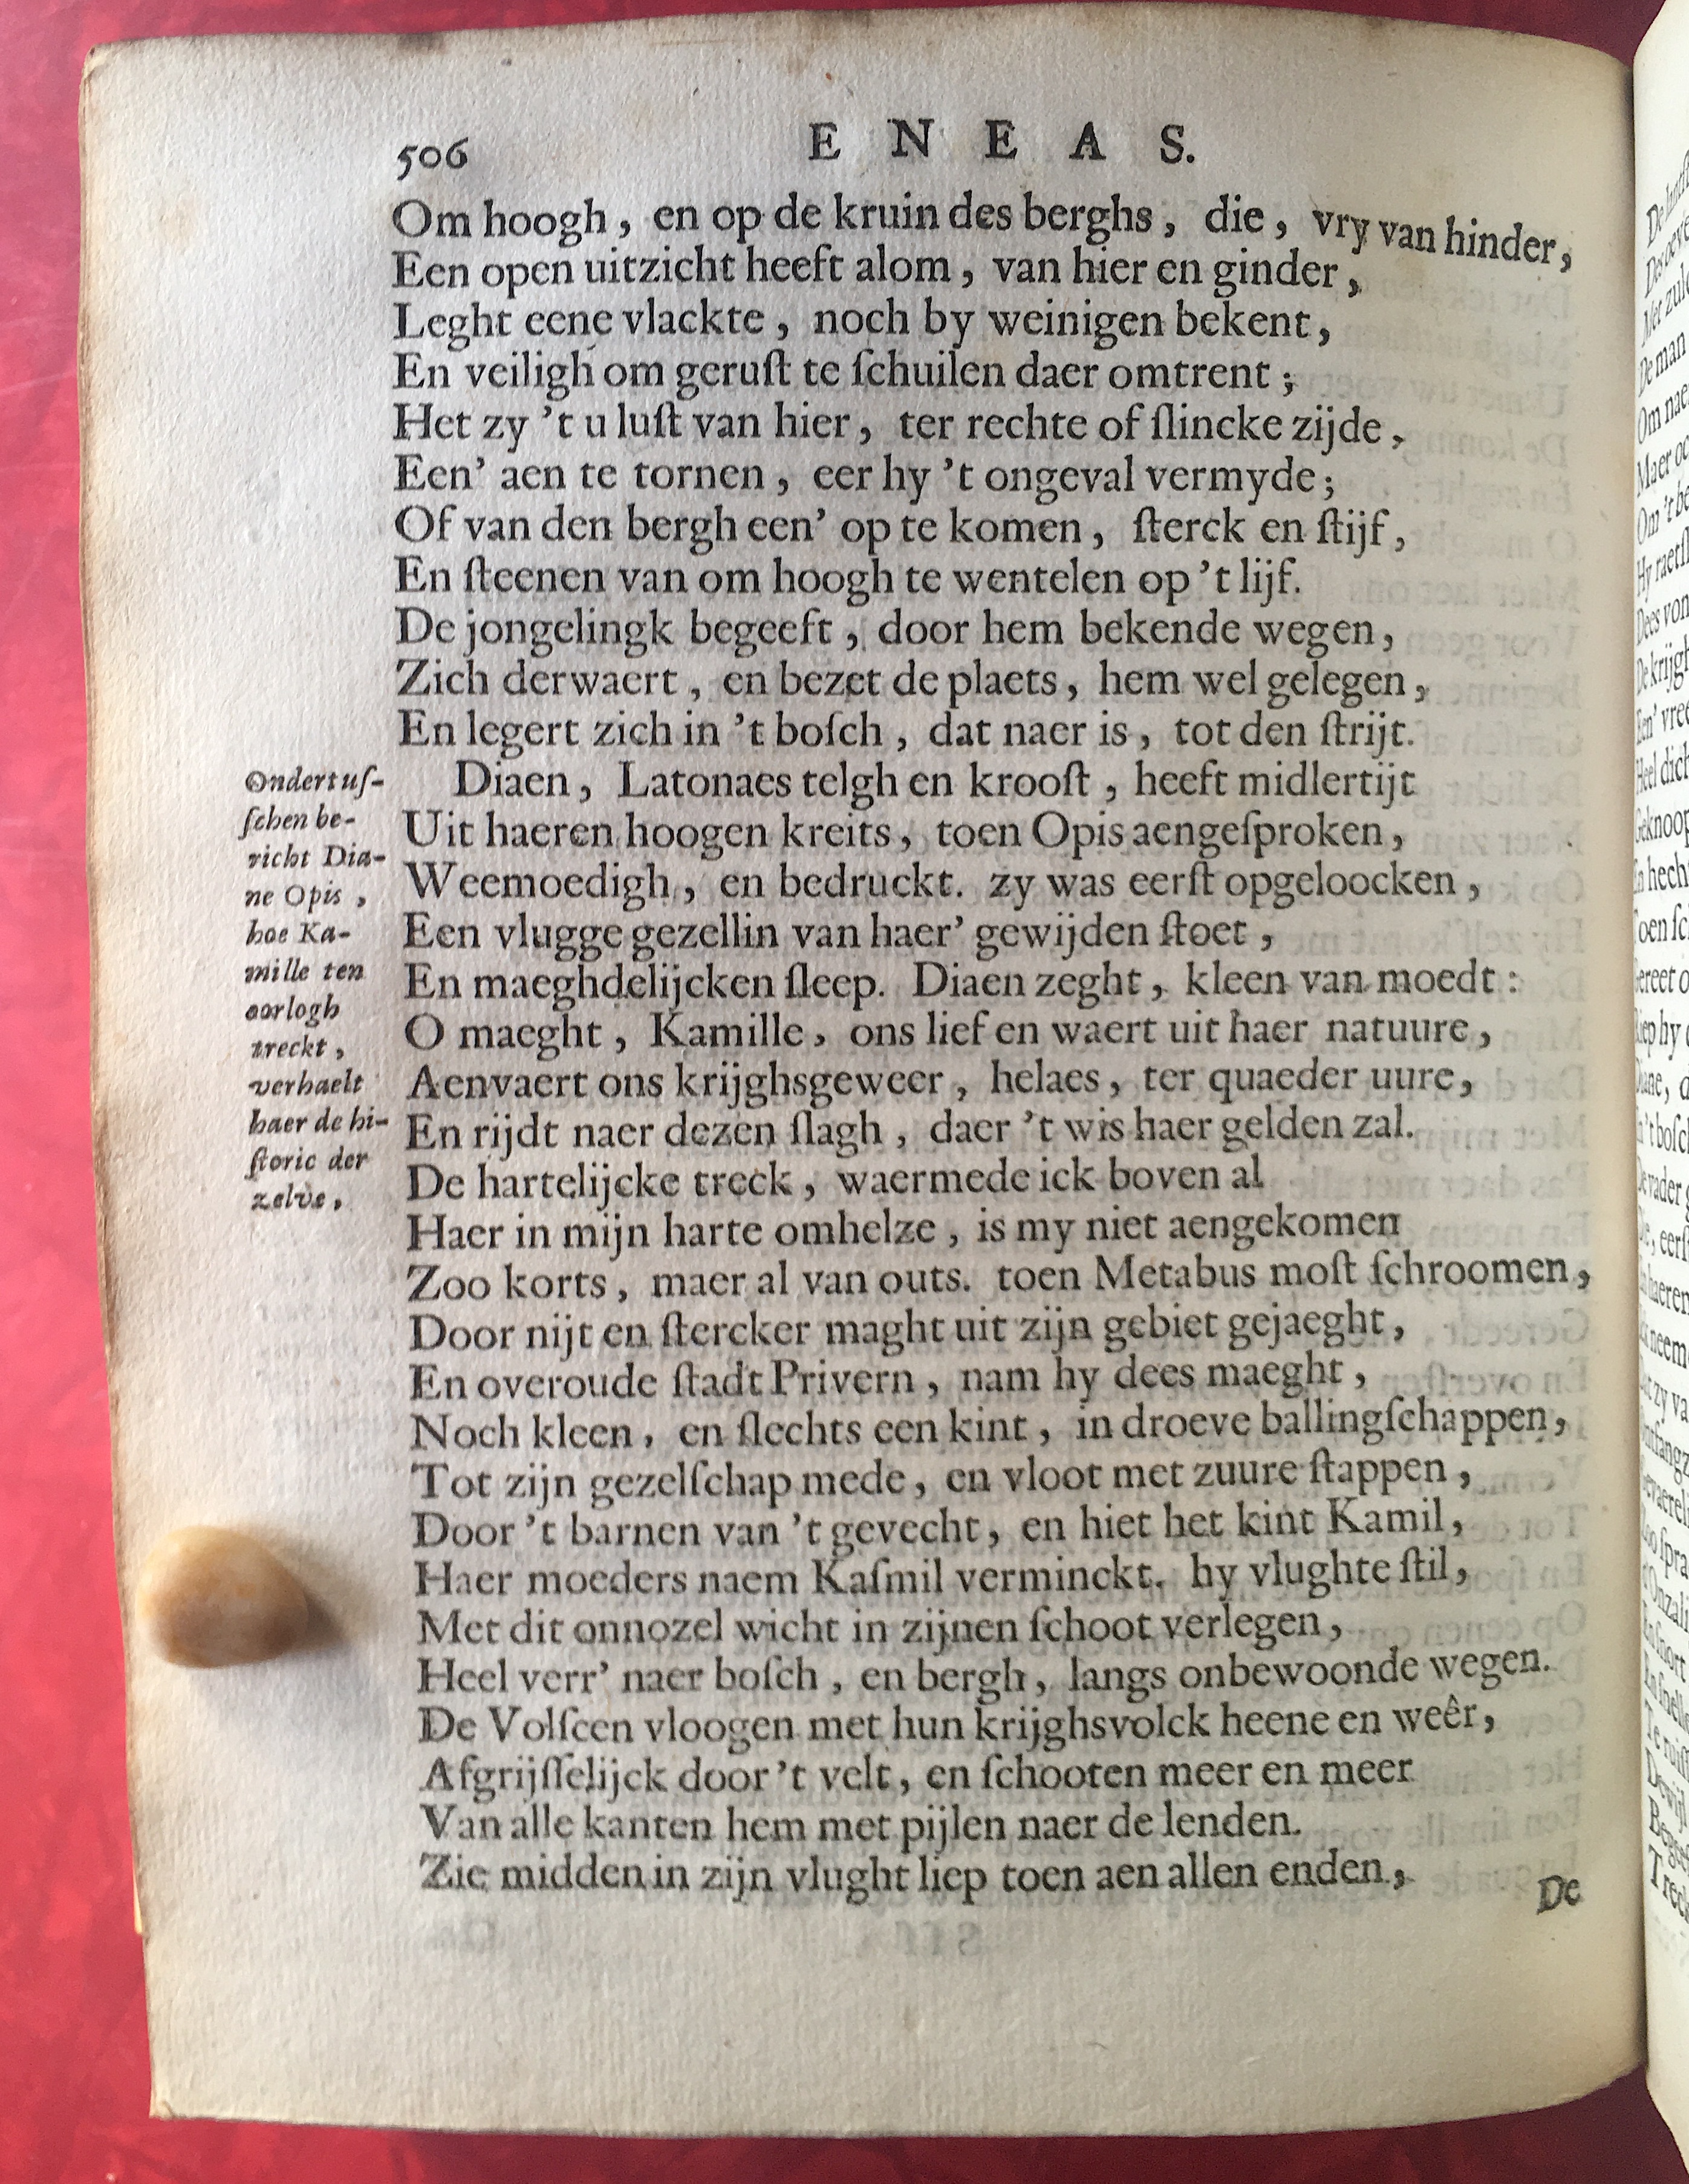 506 ENEAS.
Om hoogh, en op de kruin des berghs, die, vry van hinder,
Een open uitzicht heeft alom, van hier en ginder,
Leght eene vlackte, noch by weinigen bekent,
En veiligh om geruſt te ſchuilen daer omtrent;
Het zy 't u luſt van hier, ter rechte of ſlincke zijde,
Een' aen te tornen, eer hy 't ongeval vermyde;
Of van den bergh een' op te komen, ſterck en ſtijf,
En ſteenen van om hoogh te wentelen op 't lijf.
De jongelingk begeeft, door hem bekende wegen,
Zich derwaert, en bezet de plaets, hem wel gelegen,
En legert zich in 't boſch, dat naer is, tot den ſtrijt.
Ondertuſ-
ſchen be-
richt Dia-
ne Opis,
hoe Ka-
mille ten
oorlogh
treckt,
verhaelt
haer de hi-
ſtorie der
zelve,
Diaen, Latonaes telgh en krooſt, heeft midlertijt
Uit haeren hoogen kreits, toen Opis aengeſproken,
Weemoedigh, en bedruckt. zy was eerſt opgeloocken,
Een vlugge gezellin van haer' gewijden ſtoet,
En maeghdelijcken ſleep. Diaen zeght, kleen van moedt:
O maeght, Kamille, ons lief en waert uit haer natuure,
Aenvaert ons krijghsgeweer, helaes, ter quaeder uure,
En rijdt naer dezen ſlagh, daer 't wis haer gelden zal.
De hartelijcke treck, waermede ick boven al
Haer in mijn harte omhelze, is my niet aengekomen
Zoo korts, maer al van outs. toen Metabus moſt ſchroomen,
Door nijt en ſtercker maght uit zijn gebiet gejaeght,
En overoude ſtadt Privern, nam hy dees maeght,
Noch kleen, en ſlechts een kint, in droeve ballingſchappen,
Tot zijn gezelſchap mede, en vloot met zuure ſtappen,
Door 't barnen van 't gevecht, en hiet het kint Kamil,
Haer moeders naem Kaſmil verminckt. hy vlughte ſtil,
Met dit onnozel wicht in zijnen ſchoot verlegen,
Heel verr' naer boſch, en bergh, langs onbewoonde wegen.
De Volſcen vloogen met hun krijghsvolck heene en weêr,
Afgrijſſelijck door 't velt, en ſchooten meer en meer
Van alle kanten hem met pijlen naer de lenden.
Zie midden in zijn vlught liep toen aen allen enden,
De